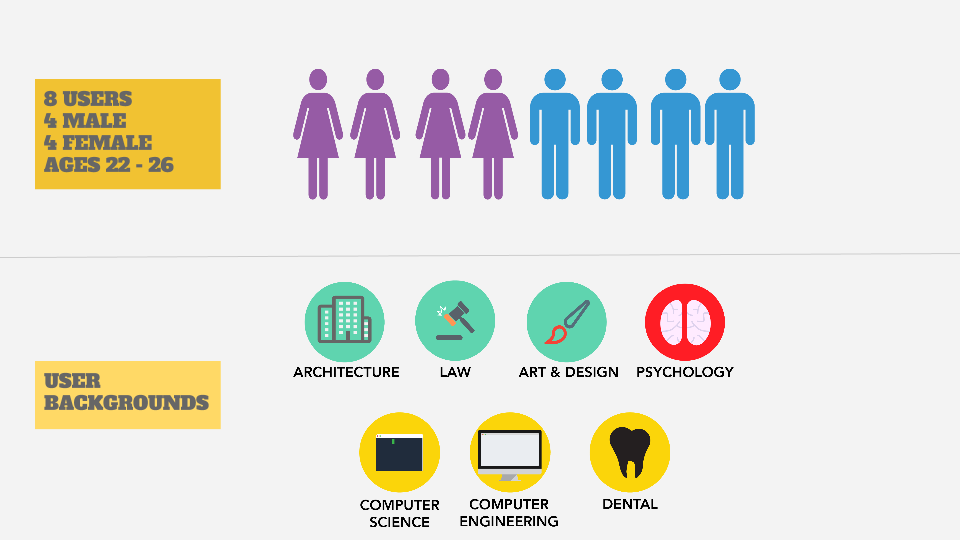 8 USERS
4 MALE
4 FEMALE
AGES 22 - 26
ARCHITECTURE
LAW
ART & DESIGN
PSYCHOLOGY
USER
BACKGROUNDS
COMPUTER
SCIENCE
COMPUTER
ENGINEERING
DENTAL